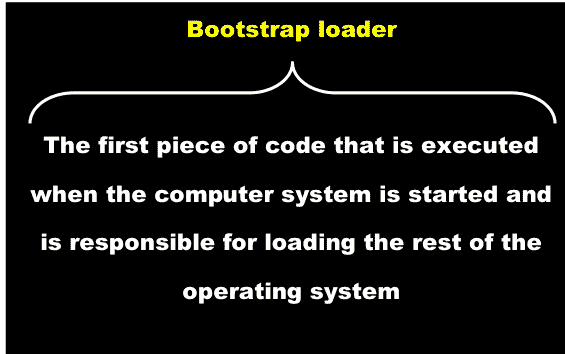 Bootstrap loader
The first piece of code that is executed
when the computer system is started and
is responsible for loading the rest of the
operating system